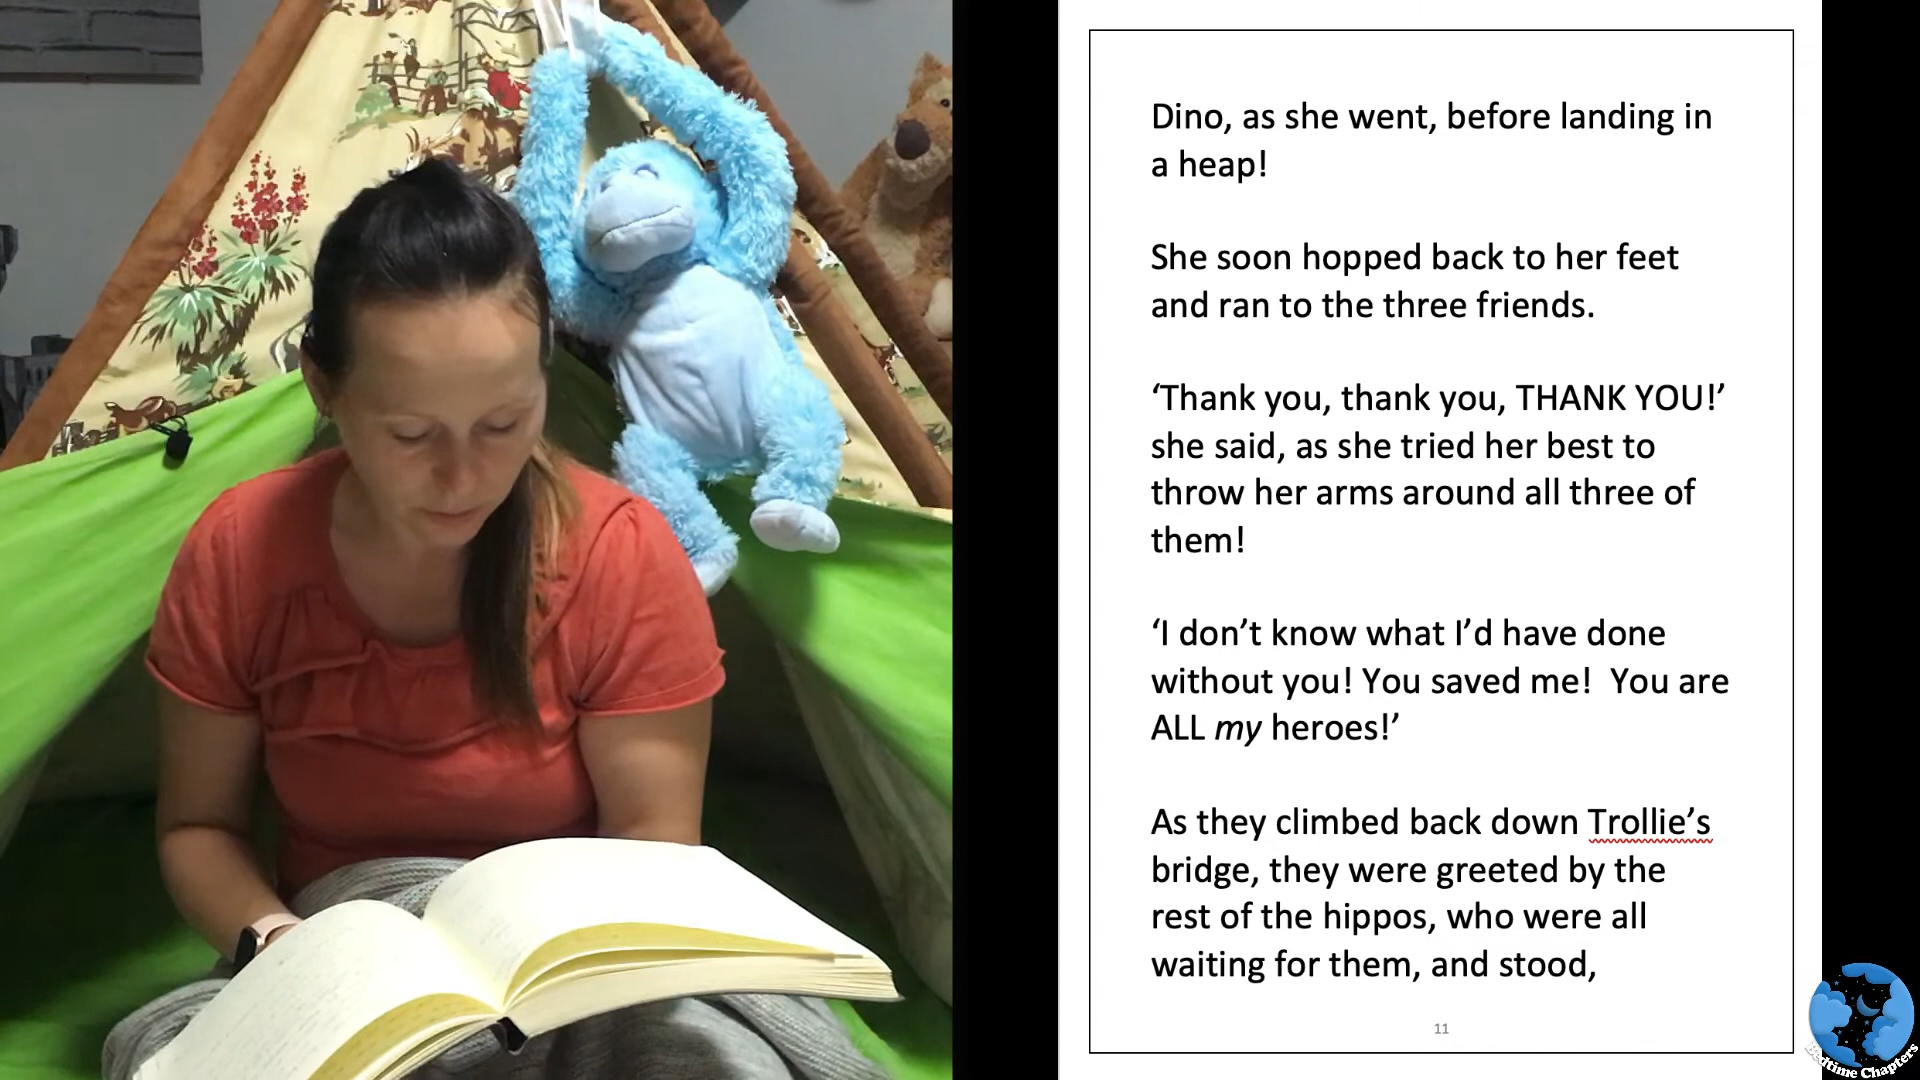 Dino, as she went, before landing in
a heap!
She soon hopped back to her feet
and ran to the three friends.
‘Thank you, thank you, THANK YOU!’
she said, as she tried her best to
throw her arms around all three of
them!
‘I don’t know what I’d have done
without you! You saved me!  You are
ALL my heroes!’
As they climbed back down Trollie’s
bridge, they were greeted by the
rest of the hippos, who were all
waiting for them, and stood,
11
Bedtime Chapters